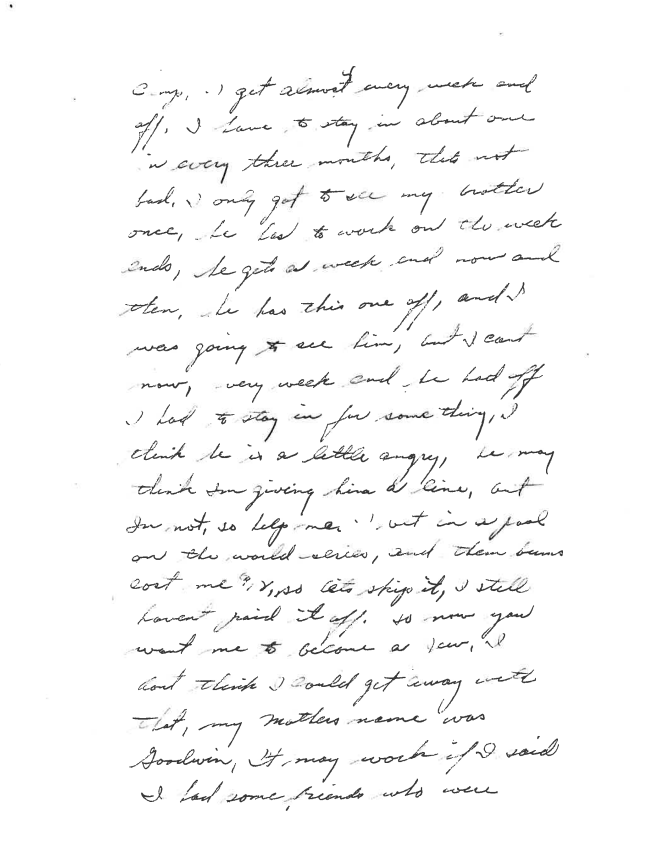 Camp, I get almost every week end
off, I have to stay in about one
in every three months, thets not
bad, I only got to see my brother
once, he has to work on the week
ends, he gets a week end now and
then, he has this one off, and I
was going to see him, but I cant
now, every week end he had off
I had to stay in for some thing, I
think he is a little angry, he may
think Im giving him a line, but
Im not, so help me. I bet in a pool
on the world series, and them bums
cost me so lets skip it, I still
havent paid it off. so now you
want me to become a Jew, I
dont think I could get away with
thet, my mothers name was
Goodwin, It may work if I said
I had some friends who were